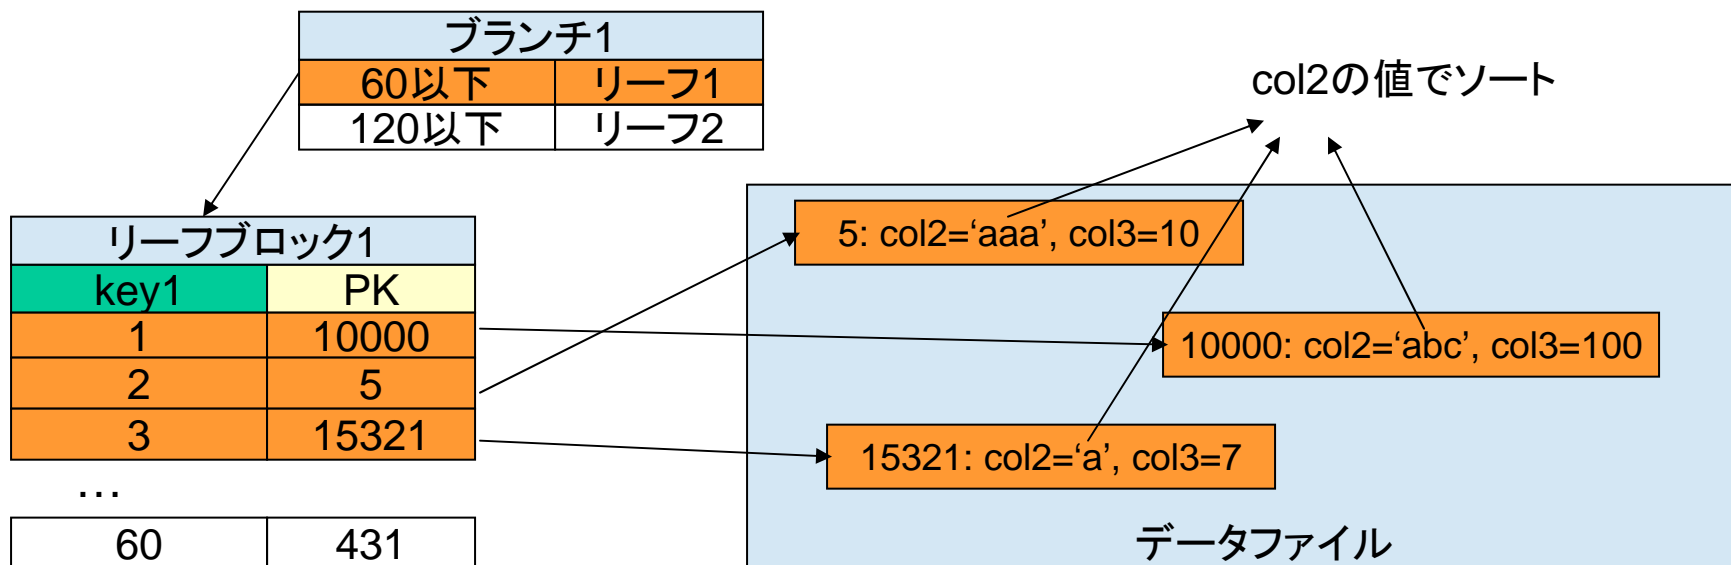 ブランチ1
60以下 リーフ1
120以下 リーフ2
col2の値でソート
リーフブロック1
key1 PK
1 10000
2 5
3 15321
…
60 431
5: col2=‘aaa’, col3=10
10000: col2=‘abc’, col3=100
15321: col2=‘a’, col3=7
データファイル